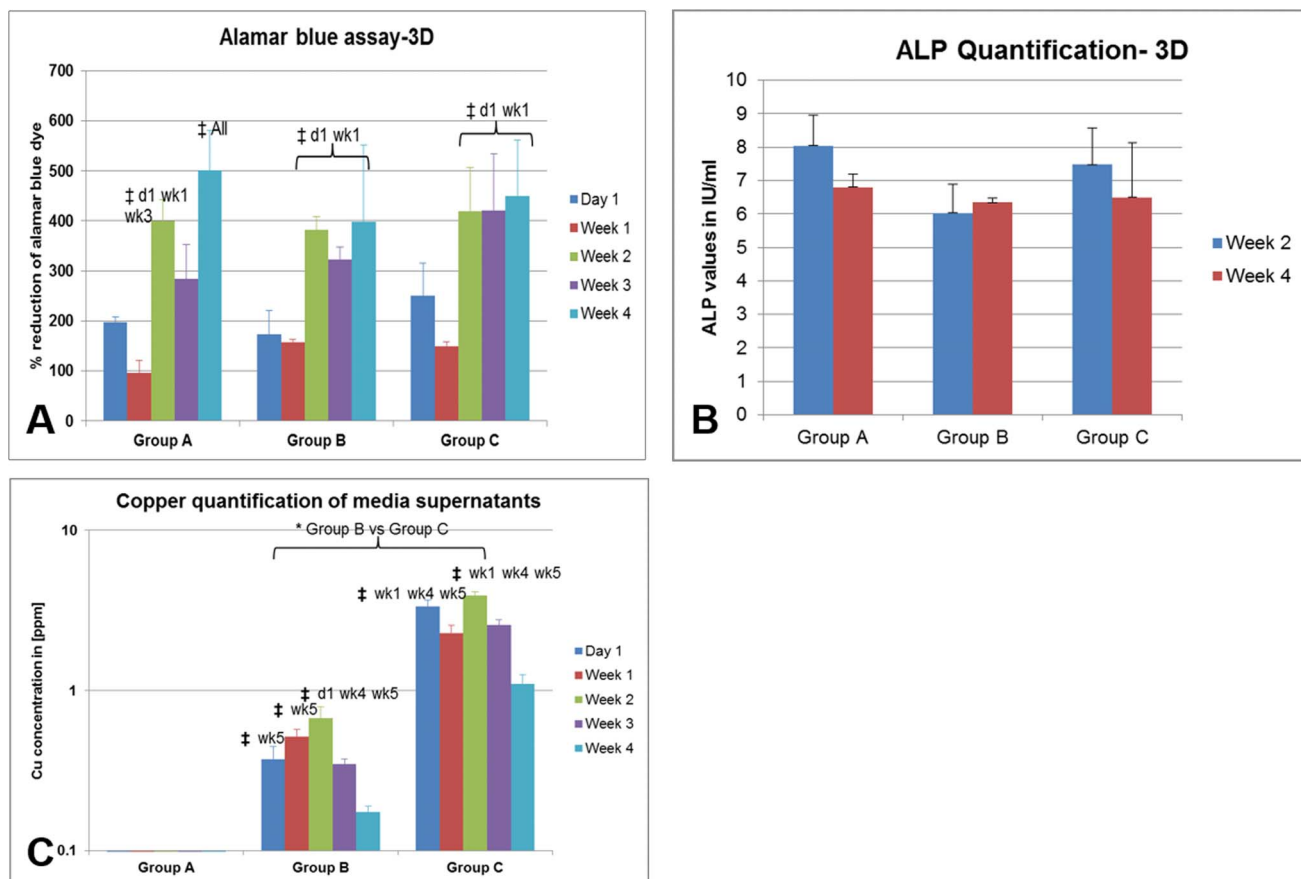 Alamar blue assay-3D
% reduction of alamar blue dye
700
600
500
400
300
200
100
0
‡ d1 wk1
wk3
‡ All
‡ d1 wk1
‡ d1 wk1
Group A
Group B
Group C
Day 1
Week 1
Week 2
Week 3
Week 4
A
ALP Quantification- 3D
ALP values in IU/ml
10
9
8
7
6
5
4
3
2
1
0
Group A
Group B
Group C
Week 2
Week 4
B
Copper quantification of media supernatants
* Group B vs Group C
Cu concentration in [ppm]
10
1
0.1
‡ wk5
‡ wk5
‡ d1 wk4 wk5
‡ wk1 wk4 wk5
‡ wk1 wk4 wk5
Group A
Group B
Group C
Day 1
Week 1
Week 2
Week 3
Week 4
C